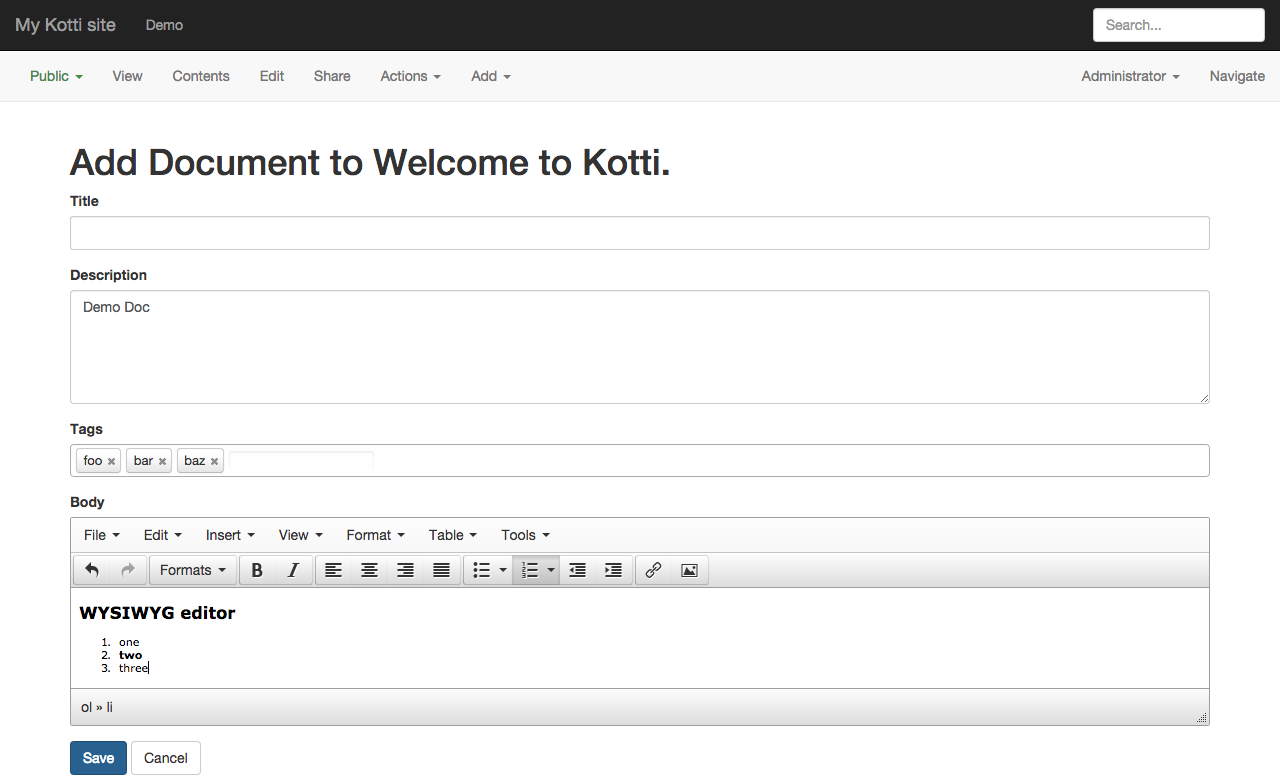 My Kotti site Demo Search...
Public View Contents Edit Share Actions Add Administrator Navigate
Add Document to Welcome to Kotti.
Title
Description
Demo Doc
Tags
foo bar baz
Body
File Edit Insert View Format Table Tools
Formats B I
WYSIWYG editor
1. one
2. two
3. three
ol » li
Save Cancel